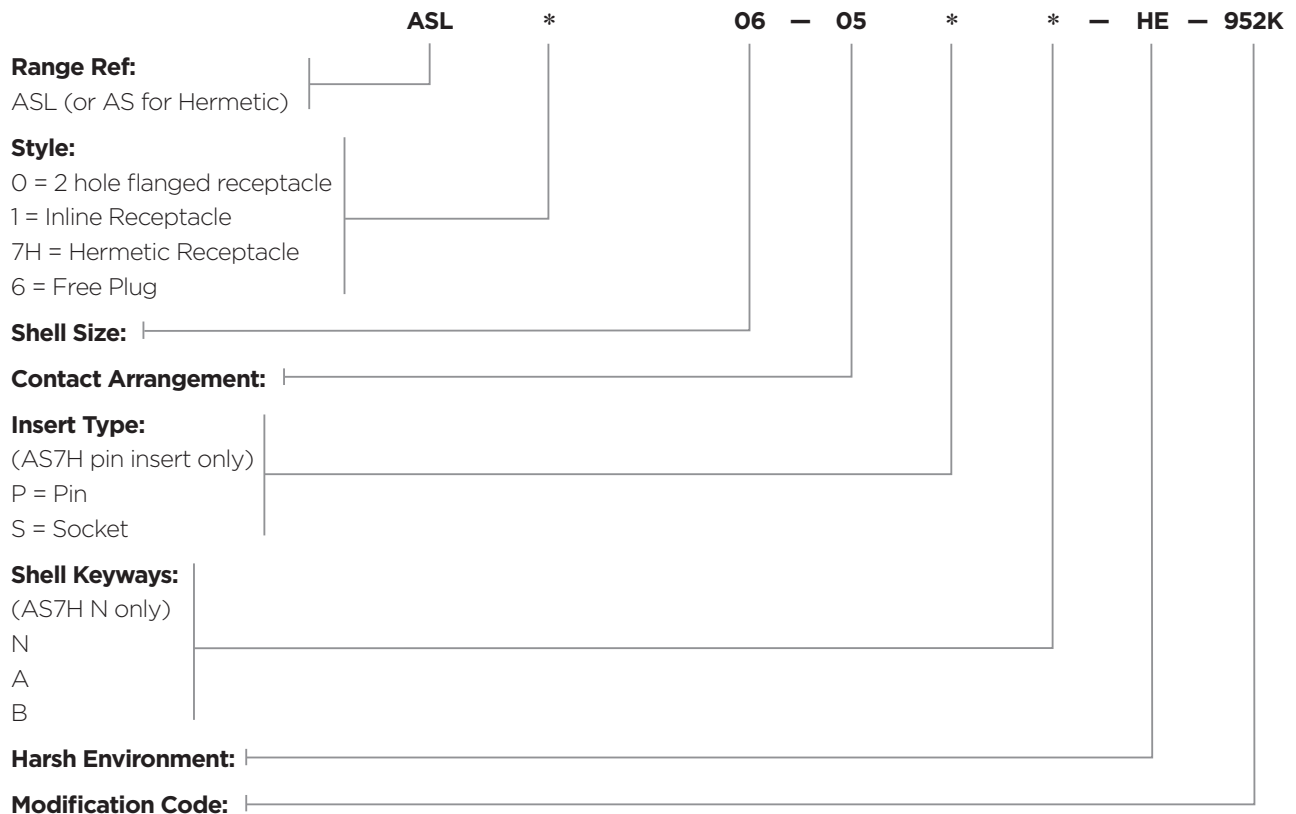 ASL * 06 — 05 * * — HE — 952K
Range Ref:
ASL (or AS for Hermetic)
Style:
0 = 2 hole flanged receptacle
1 = Inline Receptacle
7H = Hermetic Receptacle
6 = Free Plug
Shell Size:
Contact Arrangement:
Insert Type:
(AS7H pin insert only)
P = Pin
S = Socket
Shell Keyways:
(AS7H N only)
N
A
B
Harsh Environment:
Modification Code: